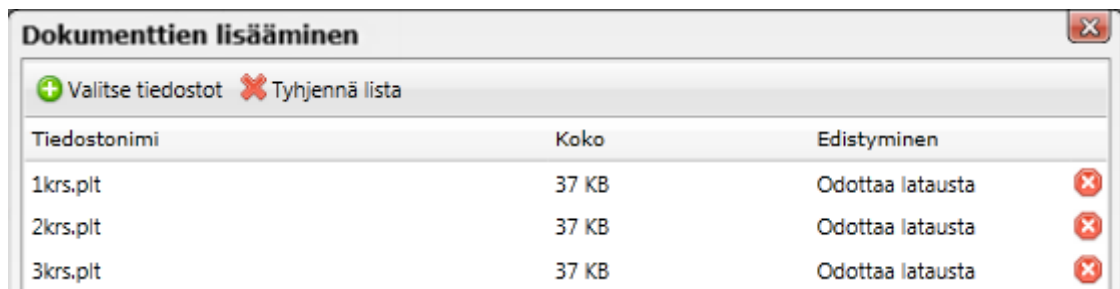 Dokumenttien lisääminen
Valitse tiedostot Tyhjennä lista
Tiedostonimi Koko Edistyminen
1krs.plt 37 KB Odottaa latausta
2krs.plt 37 KB Odottaa latausta
3krs.plt 37 KB Odottaa latausta